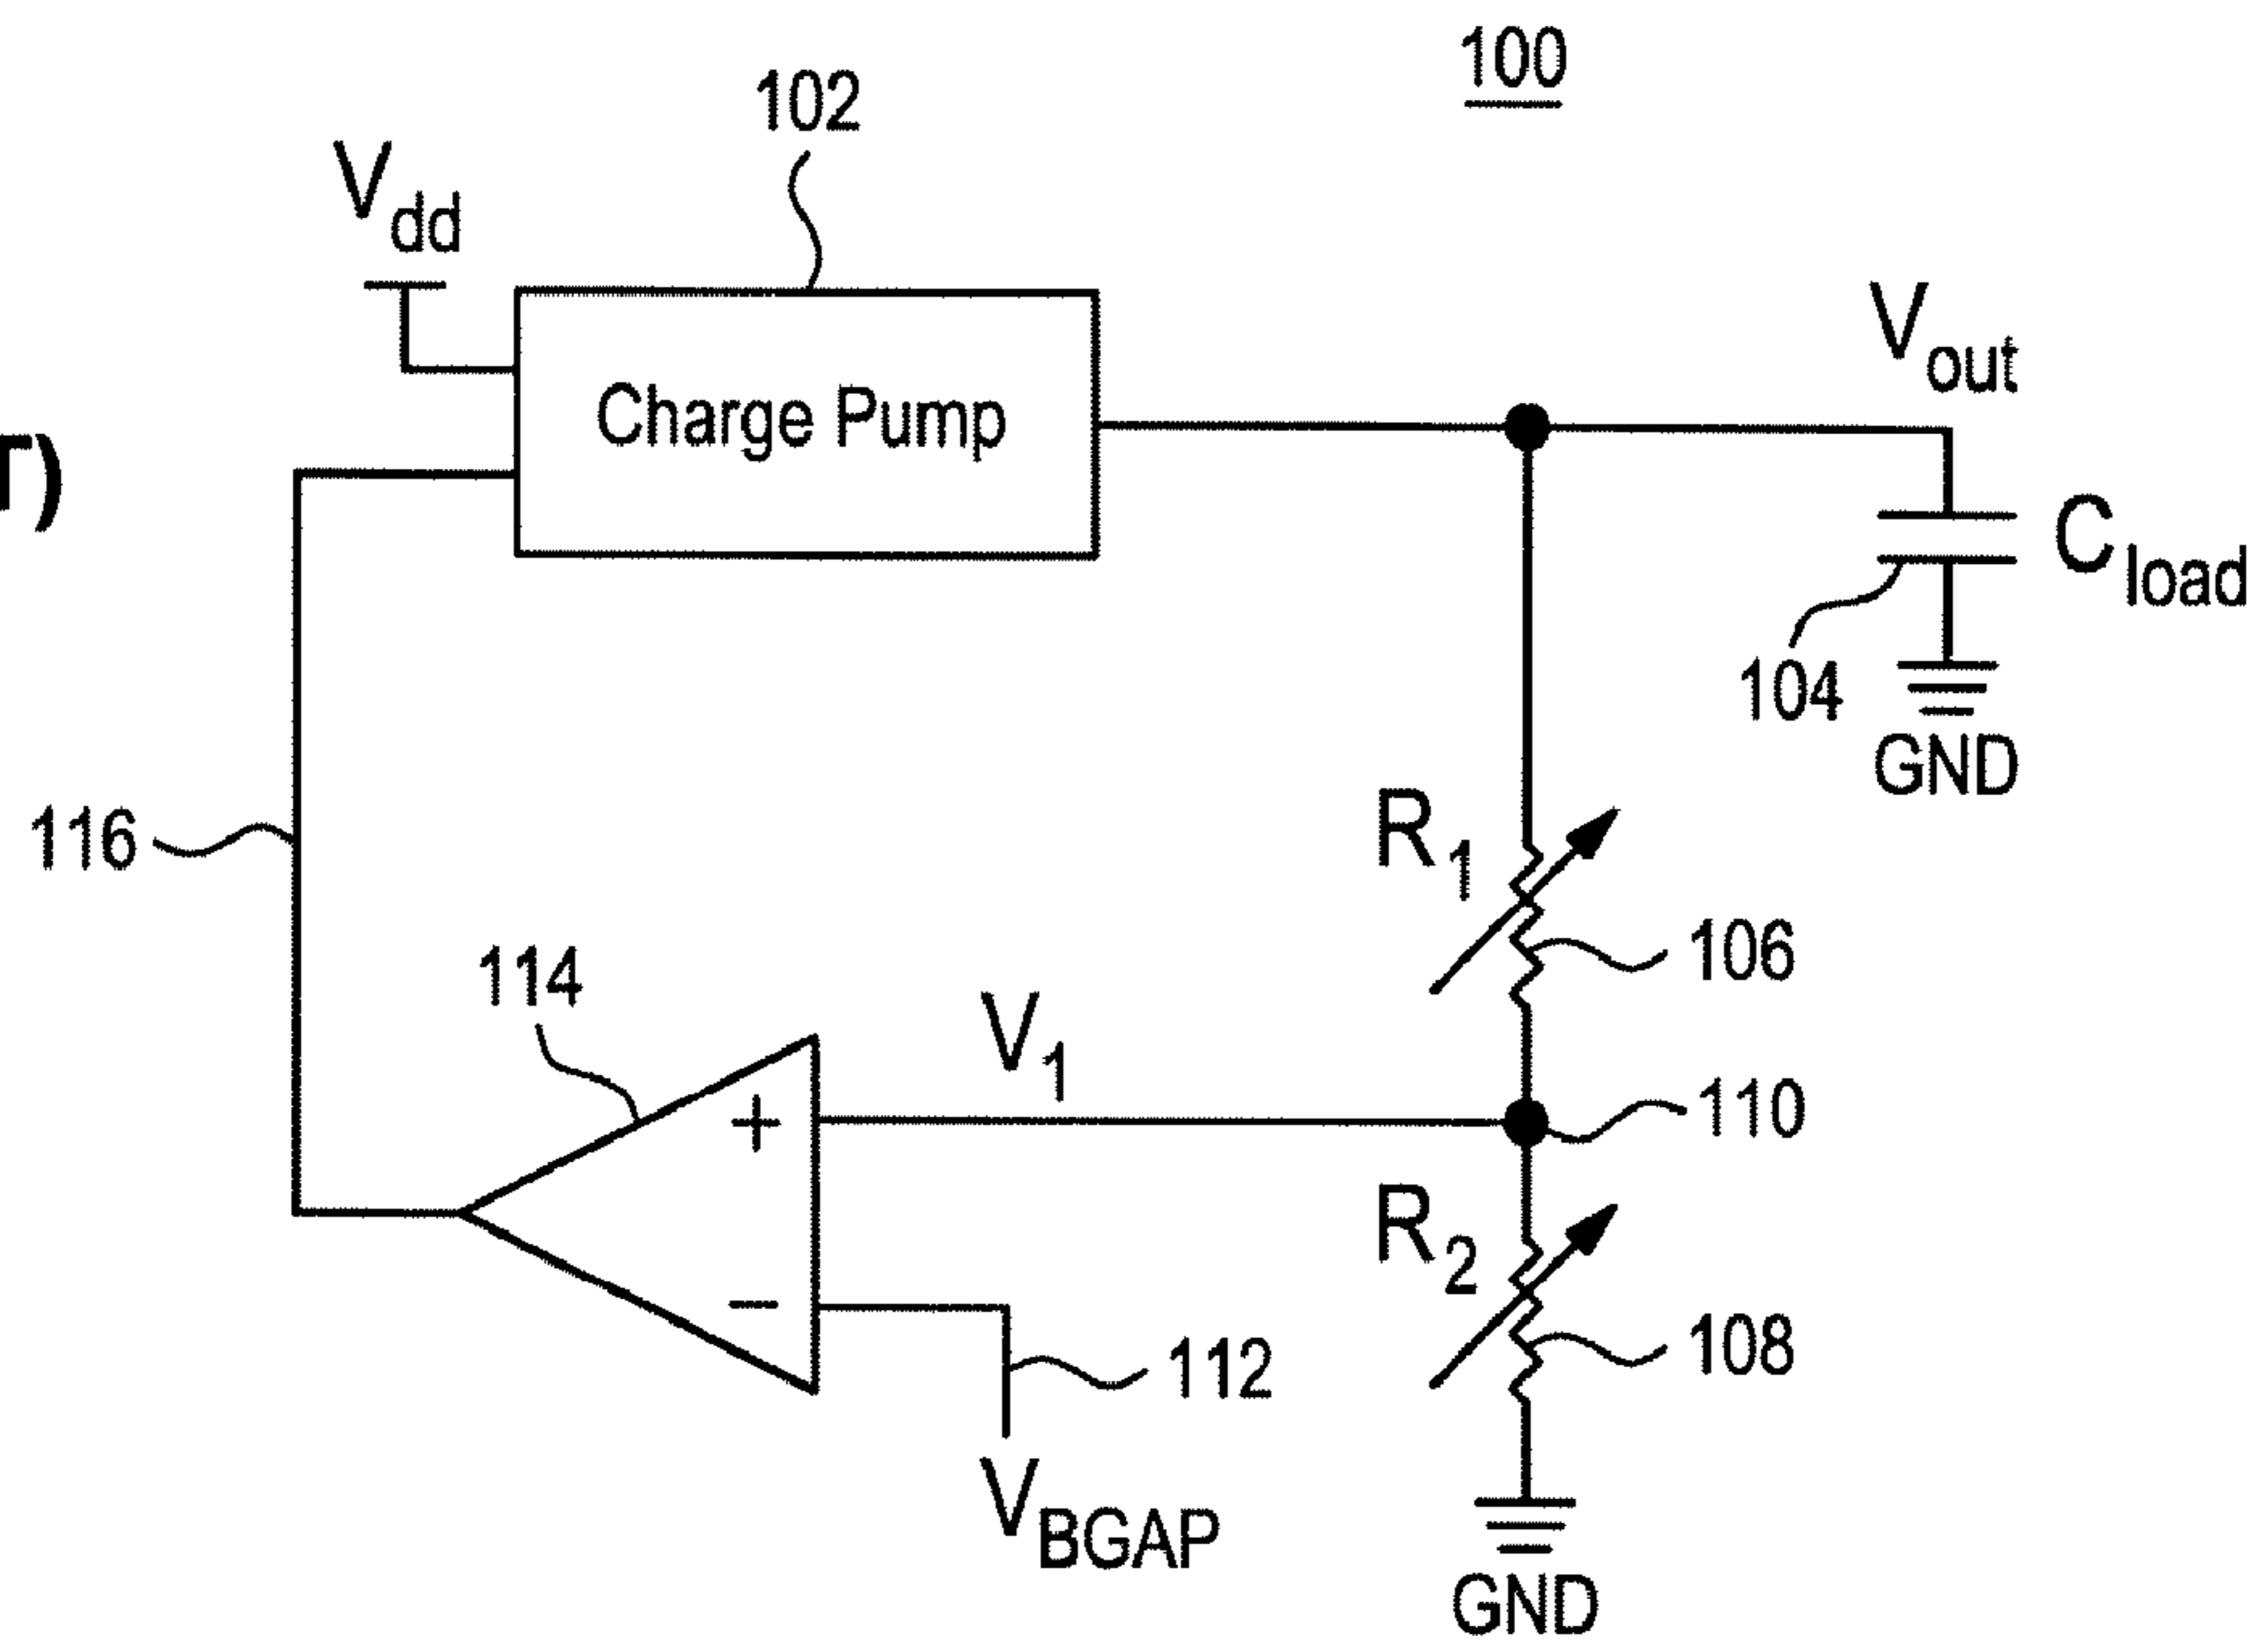 100
102
Vdd
Charge Pump
Vout
T)
Cload
104
GND
R1
116
106
114
V1
110
+
R2
−
108
112
VBGAP
GND